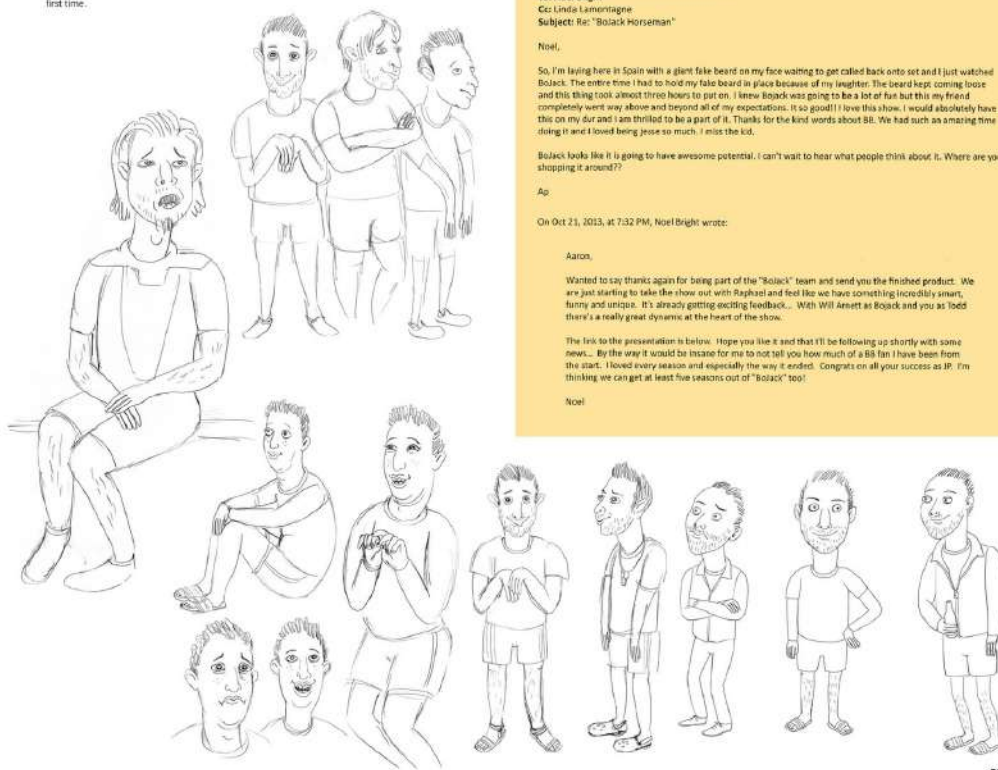 first time.
Cc: Linda Lamontagne
Subject: Re: "BoJack Horseman"
Noel,
So, I'm laying here in Spain with a giant fake beard on my face waiting to get called back onto set and I just watched
BoJack. The entire time I had to hold my fake beard in place because of my laughter. The beard kept coming loose
and this thing took almost three hours to put on. I knew Bojack was going to be a lot of fun but this my friend
completely went way above and beyond all of my expectations. It so good!!! I love this show. I would absolutely have
this on my dvr and I am thrilled to be a part of it. Thanks for the kind words about BB. We had such an amazing time
doing it and I loved being Jesse so much. I miss the kid.
BoJack looks like it is going to have awesome potential. I can't wait to hear what people think about it. Where are you
shopping it around??
Ap
On Oct 21, 2013, at 7:32 PM, Noel Bright wrote:
Aaron,
Wanted to say thanks again for being part of the "BoJack" team and send you the finished product. We
are just starting to take the show out with Raphael and feel like we have something incredibly smart,
funny and unique. It's already getting exciting feedback... With Will Arnett as Bojack and you as Todd
there's a really great dynamic at the heart of the show.
The link to the presentation is below. Hope you like it and that I'll be following up shortly with some
news... By the way it would be insane for me to not tell you how much of a BB fan I have been from
the start. I loved every season and especially the way it ended. Congrats on all your success as JP. I'm
thinking we can get at least five seasons out of "BoJack" too!
Noel